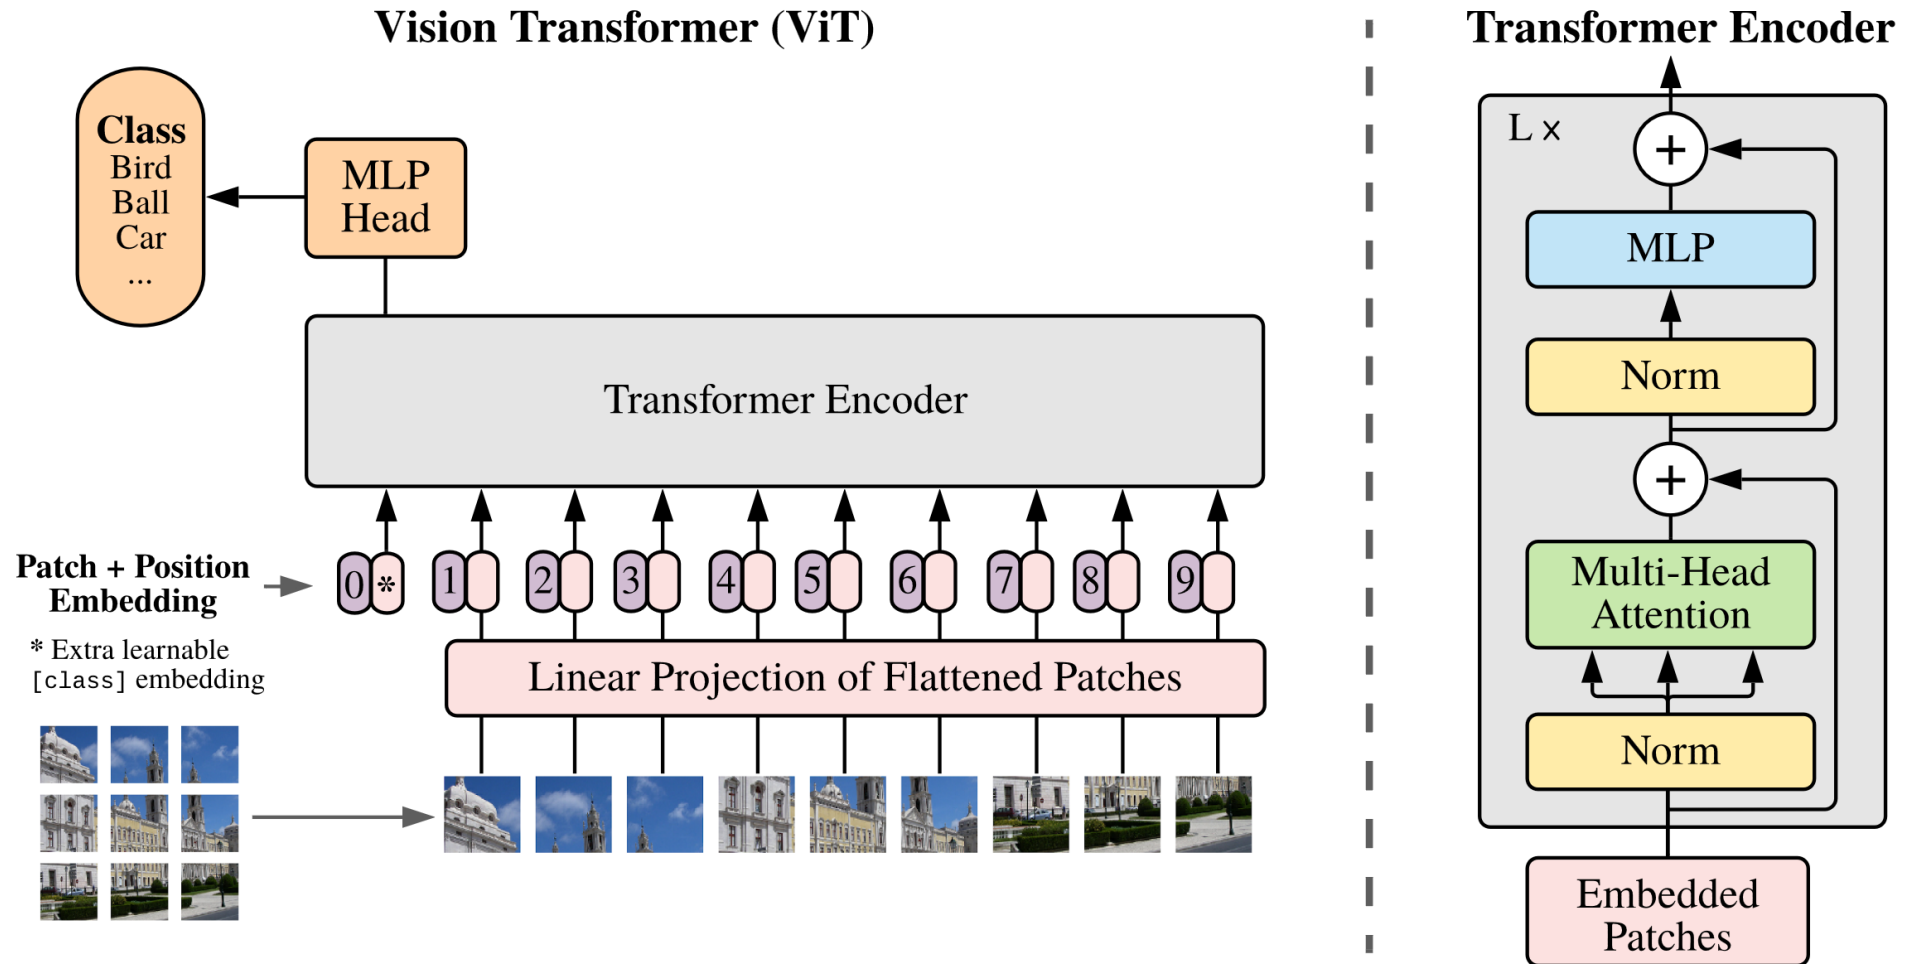 Vision Transformer (ViT)
Class
Bird
Ball
Car
...
MLP
Head
Transformer Encoder
Patch + Position
Embedding
0 * 1 2 3 4 5 6 7 8 9
* Extra learnable
[class] embedding
Linear Projection of Flattened Patches
Transformer Encoder
L ×
+
MLP
Norm
+
Multi-Head
Attention
Norm
Embedded
Patches